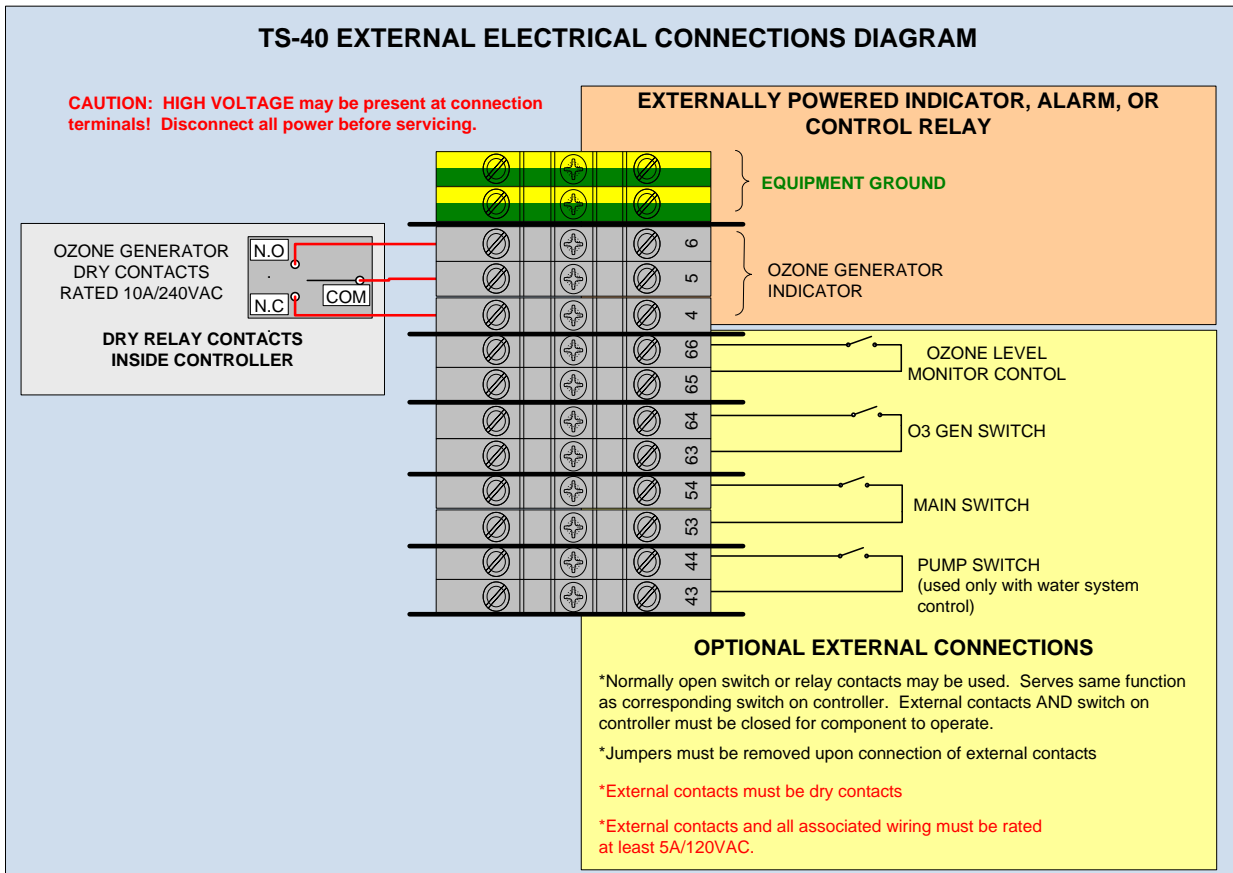 TS-40 EXTERNAL ELECTRICAL CONNECTIONS DIAGRAM
CAUTION:  HIGH VOLTAGE may be present at connection
terminals!  Disconnect all power before servicing.
EXTERNALLY POWERED INDICATOR, ALARM, OR
CONTROL RELAY
EQUIPMENT GROUND
OZONE GENERATOR
DRY CONTACTS
RATED 10A/240VAC
N.O
N.C
COM
DRY RELAY CONTACTS
INSIDE CONTROLLER
6
5
4
OZONE GENERATOR
INDICATOR
66
65
OZONE LEVEL
MONITOR CONTOL
64
63
O3 GEN SWITCH
54
53
MAIN SWITCH
44
43
PUMP SWITCH
(used only with water system
control)
OPTIONAL EXTERNAL CONNECTIONS
*Normally open switch or relay contacts may be used.  Serves same function
as corresponding switch on controller.  External contacts AND switch on
controller must be closed for component to operate.
*Jumpers must be removed upon connection of external contacts
*External contacts must be dry contacts
*External contacts and all associated wiring must be rated
at least 5A/120VAC.